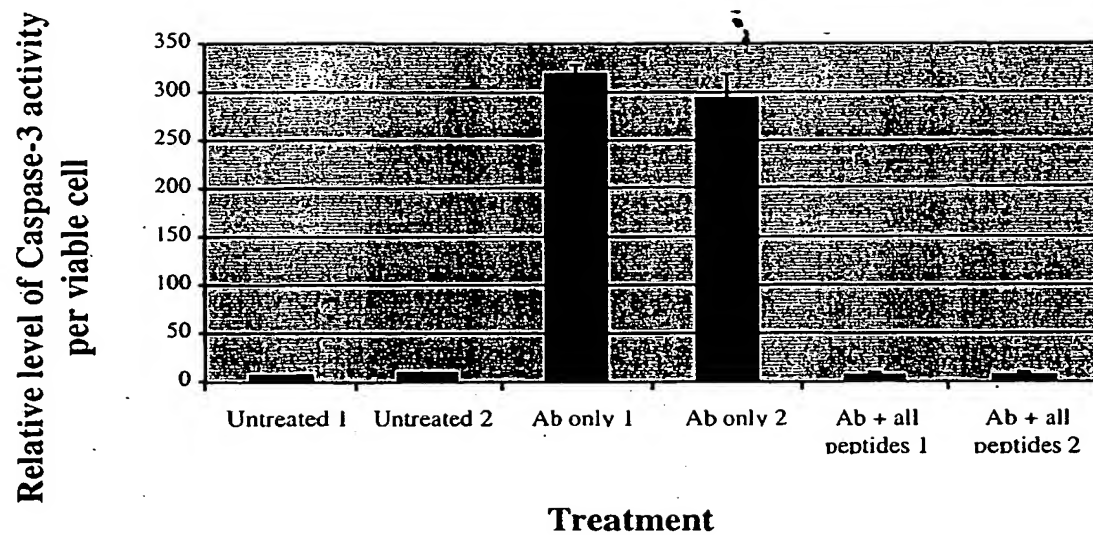 Relative level of Caspase-3 activity
per viable cell
350
300
250
200
150
100
50
0
Untreated 1 Untreated 2 Ab only 1 Ab only 2 Ab + all peptides 1 Ab + all peptides 2
Treatment